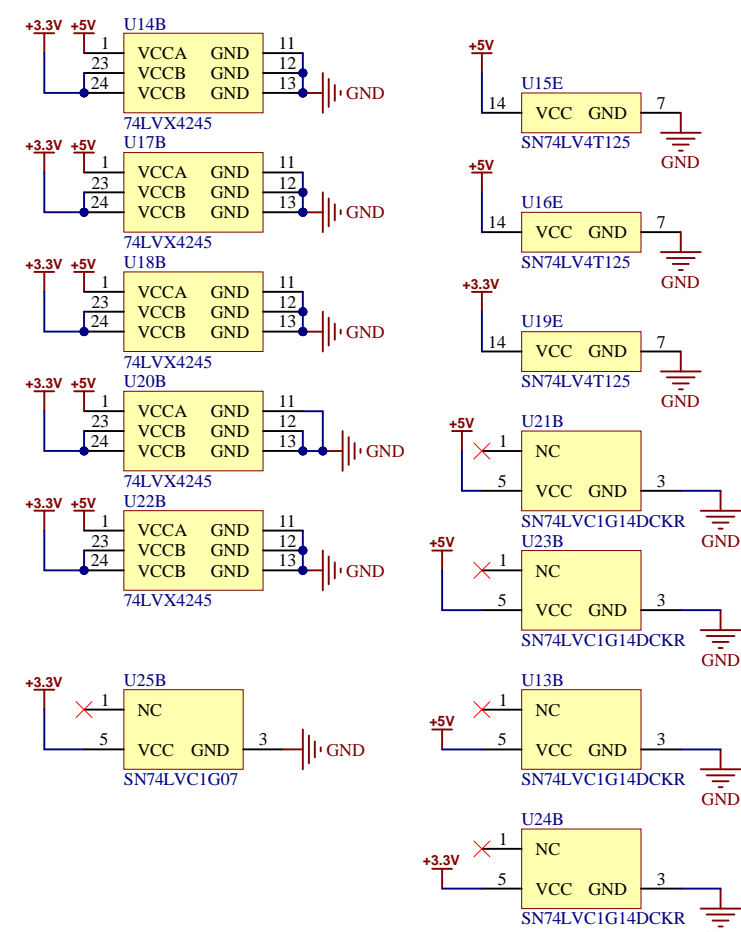 +3.3V +5V U14B
1 VCCA GND 11
23 VCCB GND 12
24 VCCB GND 13 GND
74LVX4245
+3.3V +5V U17B
1 VCCA GND 11
23 VCCB GND 12
24 VCCB GND 13 GND
74LVX4245
+3.3V +5V U18B
1 VCCA GND 11
23 VCCB GND 12
24 VCCB GND 13 GND
74LVX4245
+3.3V +5V U20B
1 VCCA GND 11
23 VCCB GND 12
24 VCCB GND 13 GND
74LVX4245
+3.3V +5V U22B
1 VCCA GND 11
23 VCCB GND 12
24 VCCB GND 13 GND
74LVX4245
+3.3V U25B
1 NC
5 VCC GND 3 GND
SN74LVC1G07
+5V
U15E
14 VCC GND 7
SN74LV4T125
GND
+5V
U16E
14 VCC GND 7
SN74LV4T125
GND
+3.3V
U19E
14 VCC GND 7
SN74LV4T125
GND
+5V U21B
1 NC
5 VCC GND 3
SN74LVC1G14DCKR
GND
+5V U23B
1 NC
5 VCC GND 3
SN74LVC1G14DCKR
GND
U13B
1 NC
+5V
5 VCC GND 3
SN74LVC1G14DCKR
GND
U24B
1 NC
+3.3V
5 VCC GND 3
SN74LVC1G14DCKR